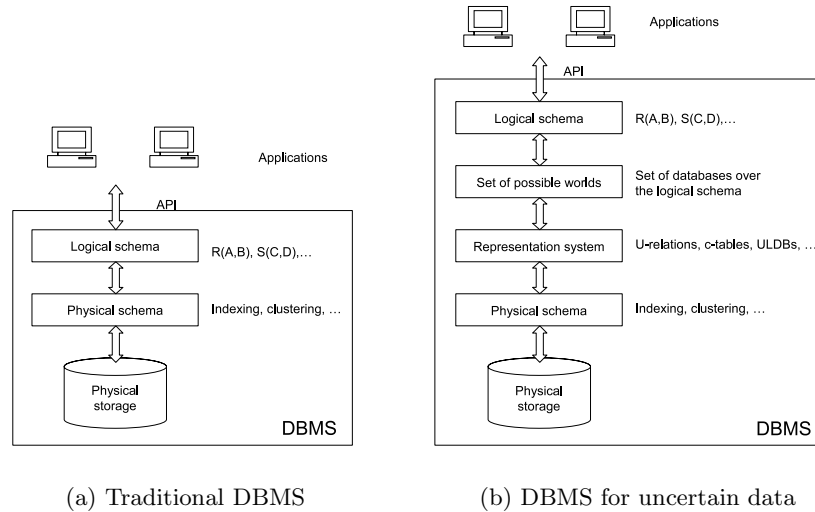 Applications
API
Logical schema
R(A,B), S(C,D),…
Physical schema
Indexing, clustering, …
Physical
storage
DBMS
(a) Traditional DBMS
Applications
API
Logical schema
R(A,B), S(C,D),…
Set of possible worlds
Set of databases over
the logical schema
Representation system
U-relations, c-tables, ULDBs, …
Physical schema
Indexing, clustering, …
Physical
storage
DBMS
(b) DBMS for uncertain data